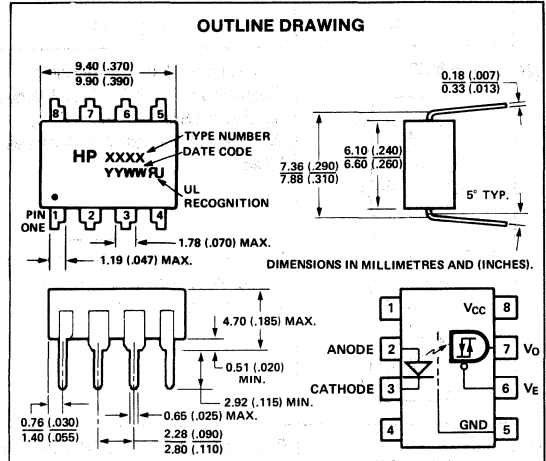 OUTLINE DRAWING
9.40 (.370)
9.90 (.390)
8 7 6 5
HP XXXX
YYWW
TYPE NUMBER
DATE CODE
UL
RECOGNITION
PIN
ONE
1 2 3 4
1.78 (.070) MAX.
1.19 (.047) MAX.
0.18 (.007)
0.33 (.013)
7.36 (.290)
7.88 (.310)
6.10 (.240)
6.60 (.260)
5° TYP.
DIMENSIONS IN MILLIMETRES AND (INCHES).
4.70 (.185) MAX.
0.51 (.020)
MIN.
2.92 (.115) MIN.
0.76 (.030)
1.40 (.055)
0.65 (.025) MAX.
2.28 (.090)
2.80 (.110)
1 VCC 8
ANODE 2 7 VO
CATHODE 3 6 VE
4 GND 5